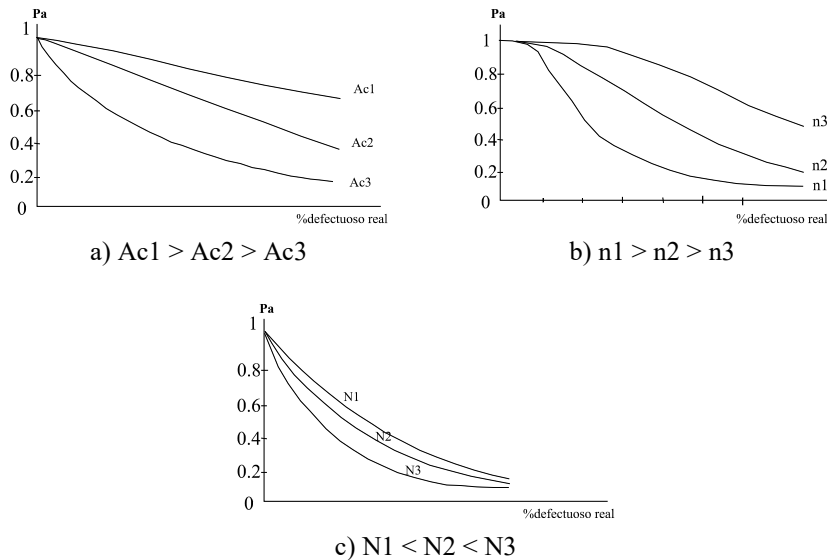 Pa
1
0.8
0.6
0.4
0.2
0
Ac1
Ac2
Ac3
%defectuoso real
a) Ac1 > Ac2 > Ac3
Pa
1
0.8
0.6
0.4
0.2
0
n3
n2
n1
%defectuoso real
b) n1 > n2 > n3
Pa
1
0.8
0.6
0.4
0.2
0
N1
N2
N3
%defectuoso real
c) N1 < N2 < N3